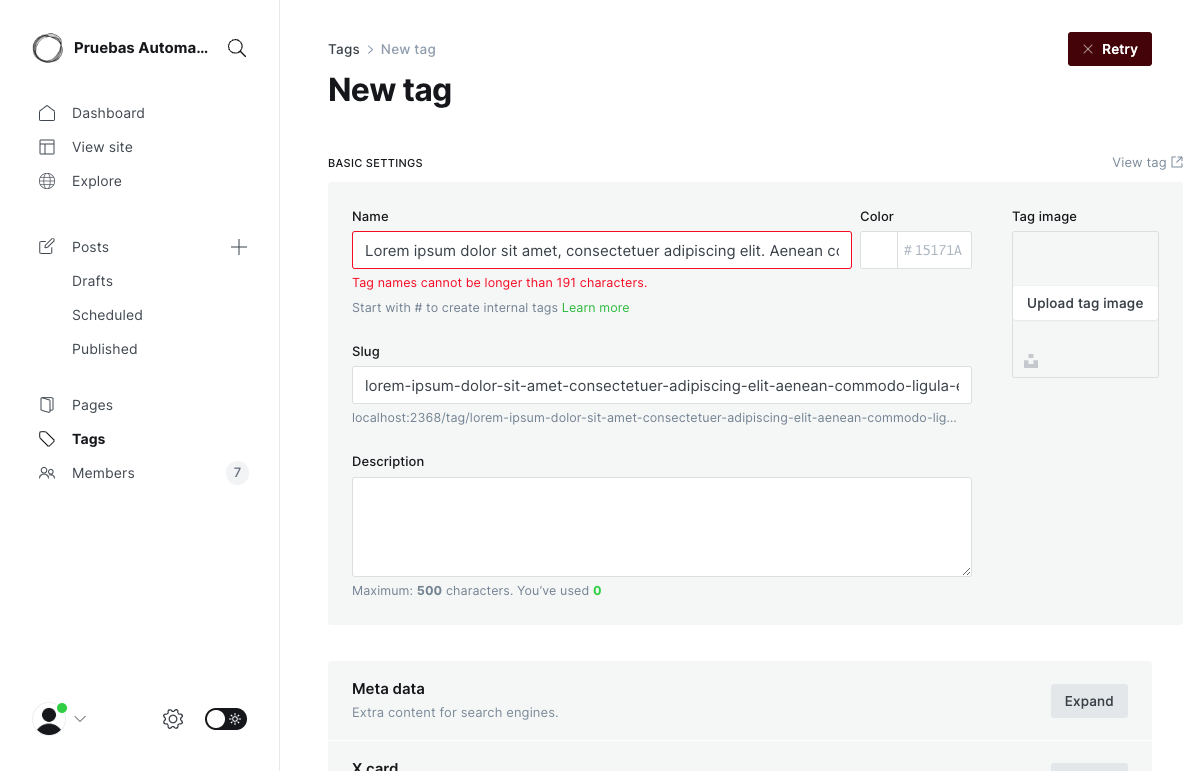 Pruebas Automa...
Dashboard
View site
Explore
Posts
Drafts
Scheduled
Published
Pages
Tags
Members
7
Tags > New tag
Retry
New tag
BASIC SETTINGS
View tag
Name
Lorem ipsum dolor sit amet, consectetuer adipiscing elit. Aenean co
Tag names cannot be longer than 191 characters.
Start with # to create internal tags Learn more
Color
# 15171A
Tag image
Upload tag image
Slug
lorem-ipsum-dolor-sit-amet-consectetuer-adipiscing-elit-aenean-commodo-ligula-e
localhost:2368/tag/lorem-ipsum-dolor-sit-amet-consectetuer-adipiscing-elit-aenean-commodo-lig...
Description
Maximum: 500 characters. You've used 0
Meta data
Extra content for search engines.
Expand
X card